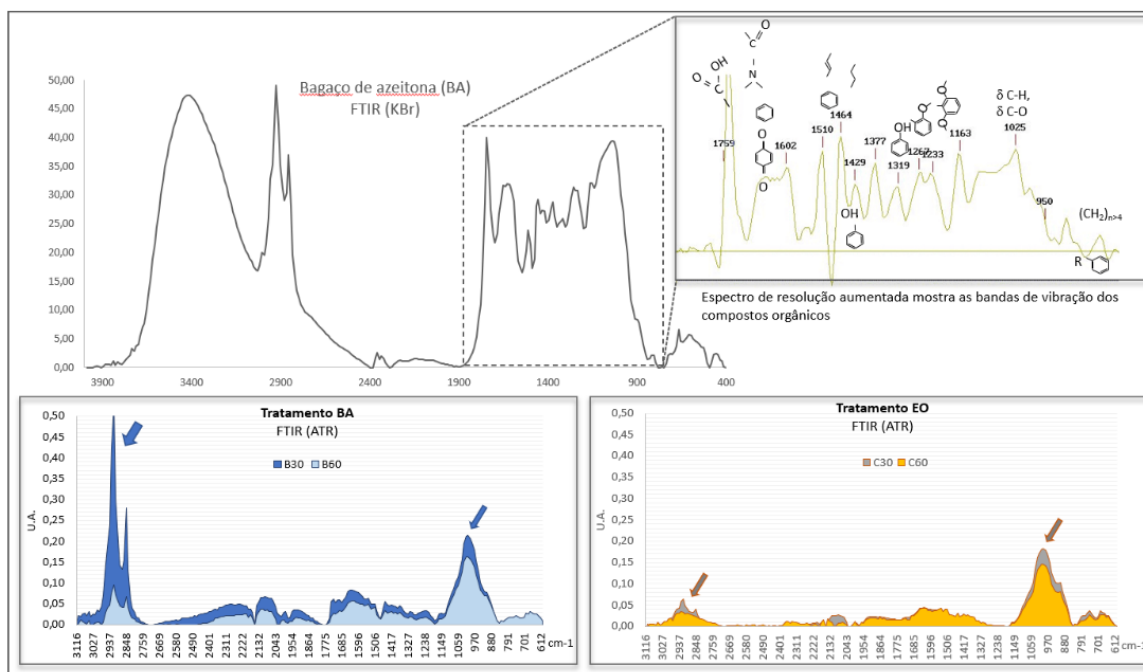 Bagaço de azeitona (BA)
FTIR (KBr)
50,00
45,00
40,00
35,00
30,00
25,00
20,00
15,00
10,00
5,00
0,00
3900 3400 2900 2400 1900 1400 900 400
O OH C
C O N
O O
OH
OH
1759
1602
1510
1464
1429
1377
1319
1267
1233
1163
δ C-H,
δ C-O
1025
950
(CH₂)n>4
R
Espectro de resolução aumentada mostra as bandas de vibração dos
compostos orgânicos
Tratamento BA
FTIR (ATR)
B30 B60
U.A.
0,50
0,45
0,40
0,35
0,30
0,25
0,20
0,15
0,10
0,05
0,00
3116 3027 2937 2848 2759 2669 2580 2490 2401 2311 2222 2132 2043 1954 1864 1775 1685 1596 1506 1417 1327 1238 1149 1059 970 880 791 701 612 cm-1
Tratamento EO
FTIR (ATR)
C30 C60
U.A.
0,50
0,45
0,40
0,35
0,30
0,25
0,20
0,15
0,10
0,05
0,00
3116 3027 2937 2848 2759 2669 2580 2490 2401 2311 2222 2132 2043 1954 1864 1775 1685 1596 1506 1417 1327 1238 1149 1059 970 880 791 701 612 cm-1